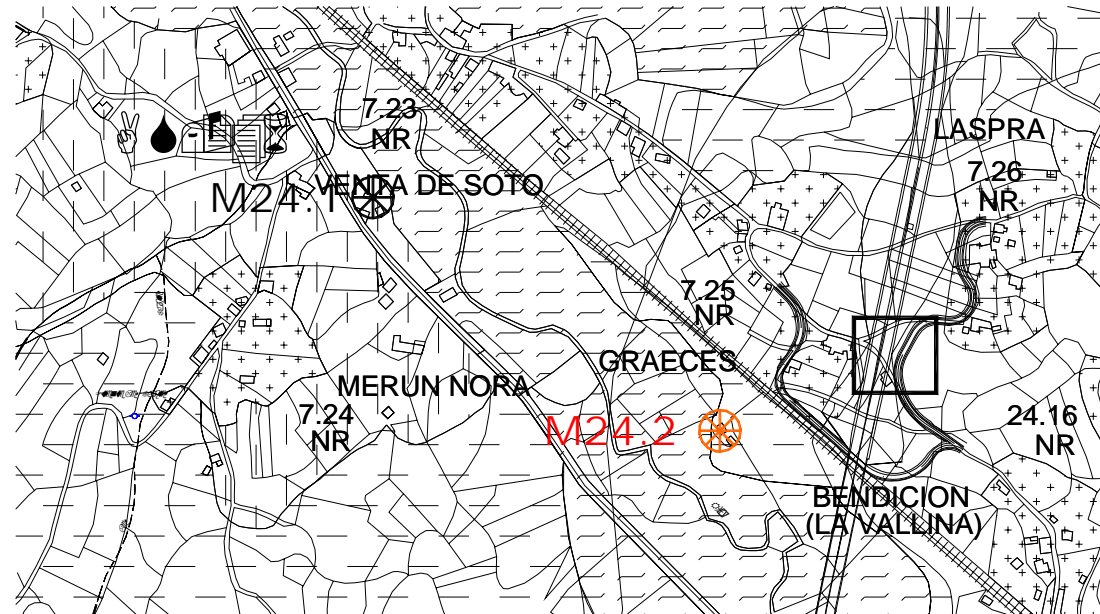 7.23
NR
LASPRA
7.26
NR
M24.1
VENTA DE SOTO
7.25
NR
GRAECES
MERUN NORA
7.24
NR
M24.2
24.16
NR
BENDICION
(LA VALLINA)